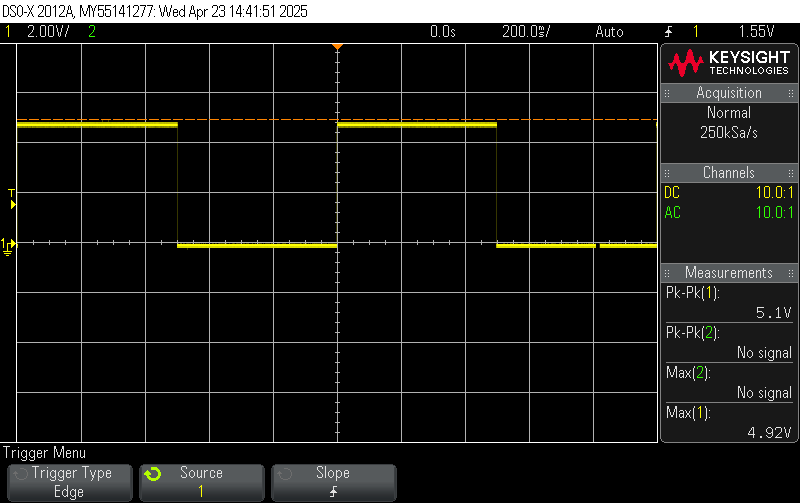 DSO-X 2012A, MY55141277: Wed Apr 23 14:41:51 2025
1 2.00V/ 2 0.0s 200.0ms/ Auto 1 1.55V
KEYSIGHT
TECHNOLOGIES
Acquisition
Normal
250kSa/s
Channels
DC 10.0:1
AC 10.0:1
Measurements
Pk-Pk(1):
5.1V
Pk-Pk(2):
No signal
Max(2):
No signal
Max(1):
4.92V
T
1
Trigger Menu
Trigger Type
Edge
Source
1
Slope